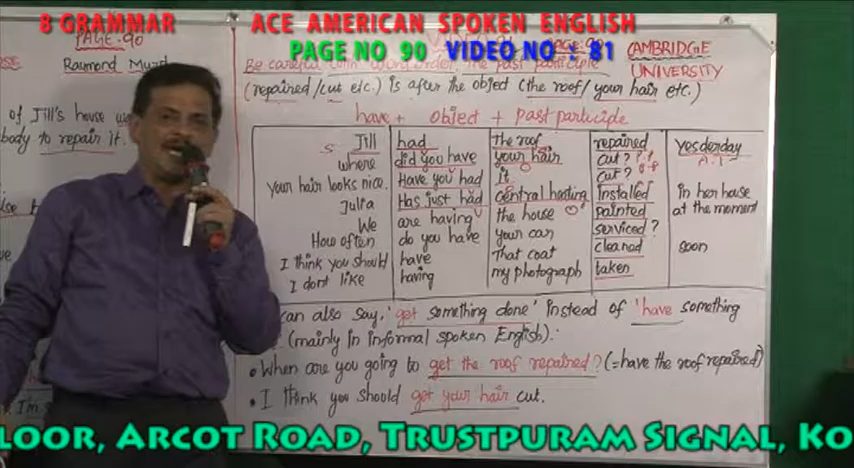 8 GRAMMAR ACE AMERICAN SPOKEN ENGLISH
PAGE NO 90 VIDEO NO : 81
PAGE.90
Raymond
of Jill's house
body to repair it.
I'm
CAMBRIDGE
UNIVERSITY
Be careful with word order. The past participle
(repaired/cut etc.) is after the object (the roof/your hair etc.)
have + object + past participle
S Jill had The roof repaired yesderday
where did you have your hair cut? P.P A.T
your hair looks nice. Have you had it cut? P.P
Julia Has just had central heating installed in her house
We are having the house painted at the moment
How often do you have your car serviced?
I think you should have That coat cleaned soon
I dont like having my photograph taken
can also say, 'get something done' instead of 'have something
(mainly in informal spoken English).
• When are you going to get the roof repaired? (=have the roof repaired)
• I think you should get your hair cut.
LOOR, ARCOT ROAD, TRUSTPURAM SIGNAL, KO